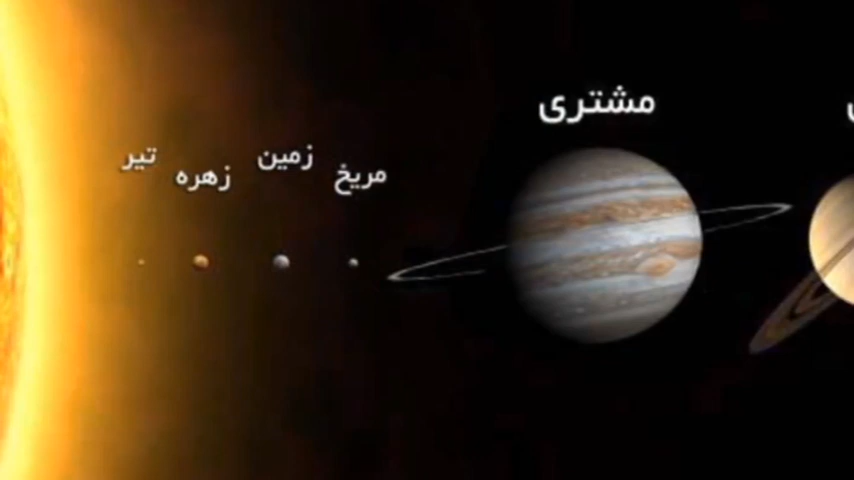 مشتری
تیر
زهره
زمین
مریخ